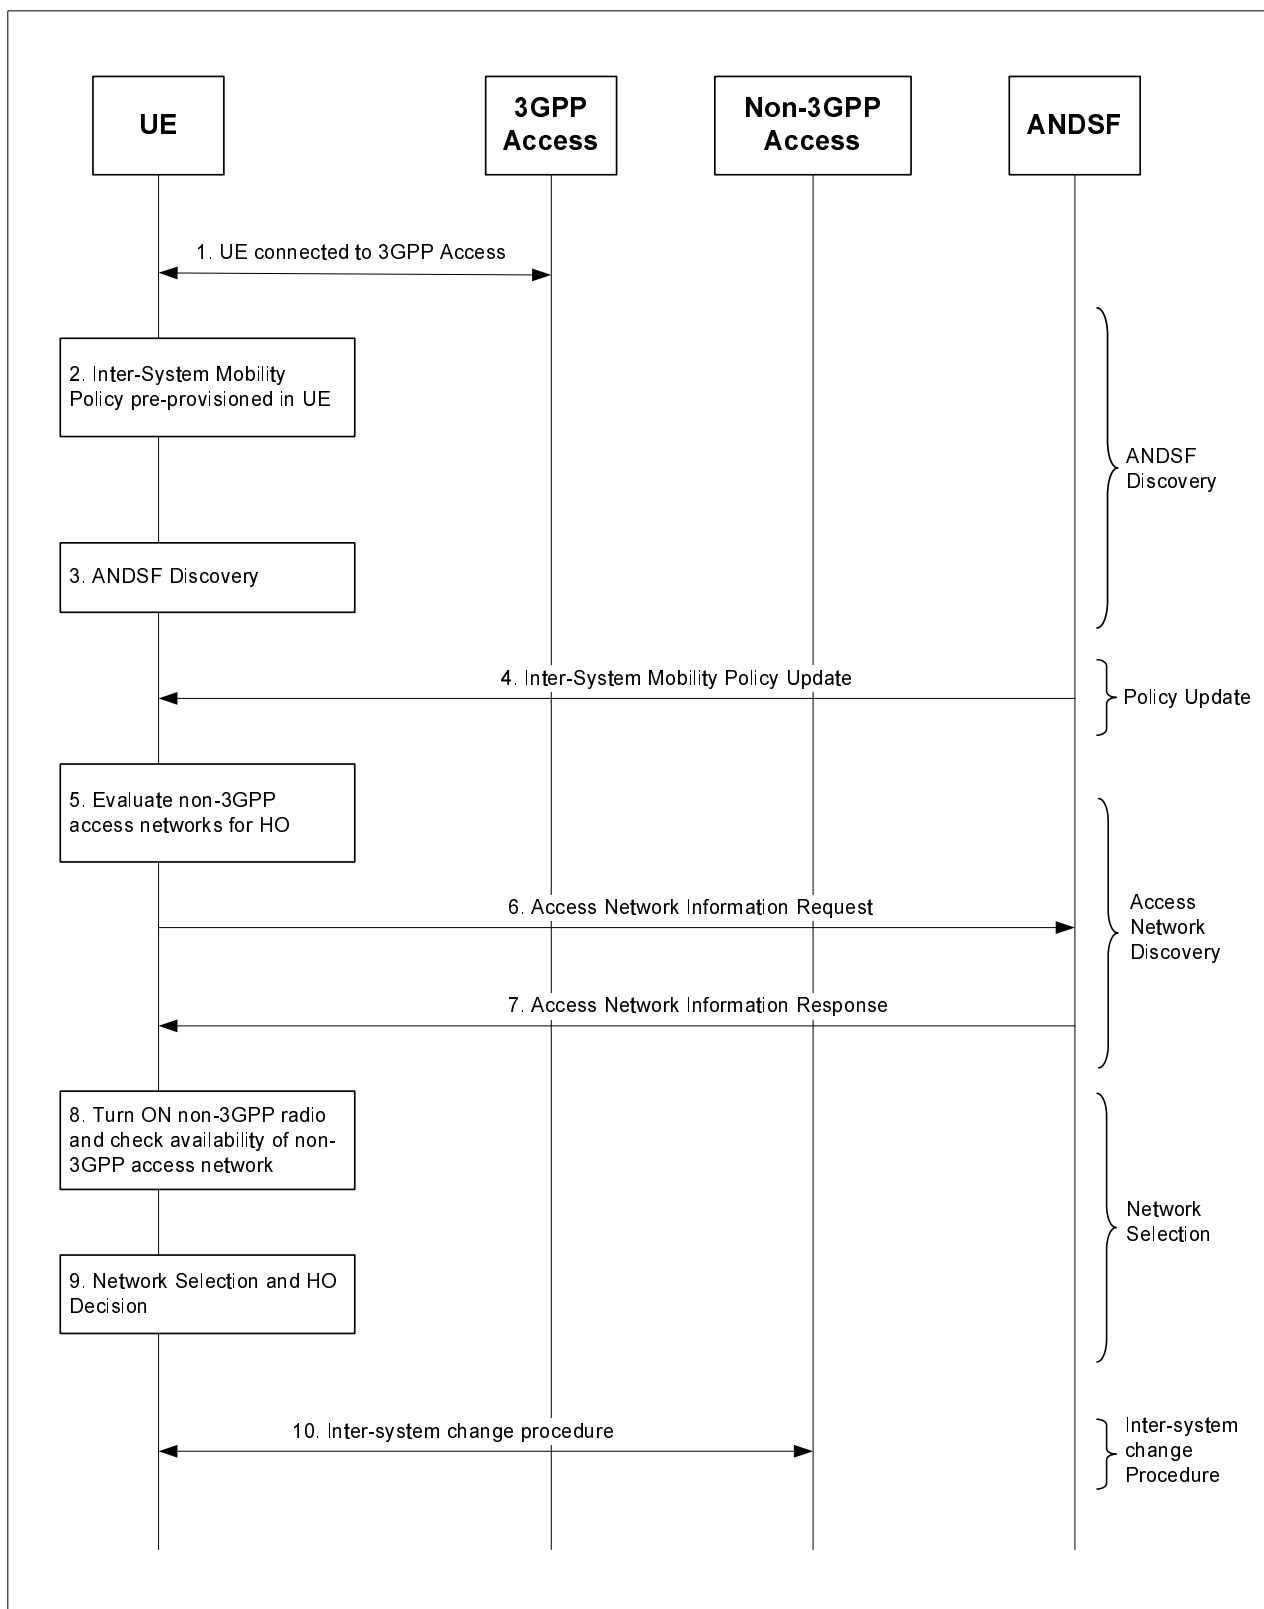 UE
3GPP
Access
Non-3GPP
Access
ANDSF
1. UE connected to 3GPP Access
2. Inter-System Mobility
Policy pre-provisioned in UE
ANDSF
Discovery
3. ANDSF Discovery
4. Inter-System Mobility Policy Update
Policy Update
5. Evaluate non-3GPP
access networks for HO
6. Access Network Information Request
Access
Network
Discovery
7. Access Network Information Response
8. Turn ON non-3GPP radio
and check availability of non-
3GPP access network
Network
Selection
9. Network Selection and HO
Decision
10. Inter-system change procedure
Inter-system
change
Procedure